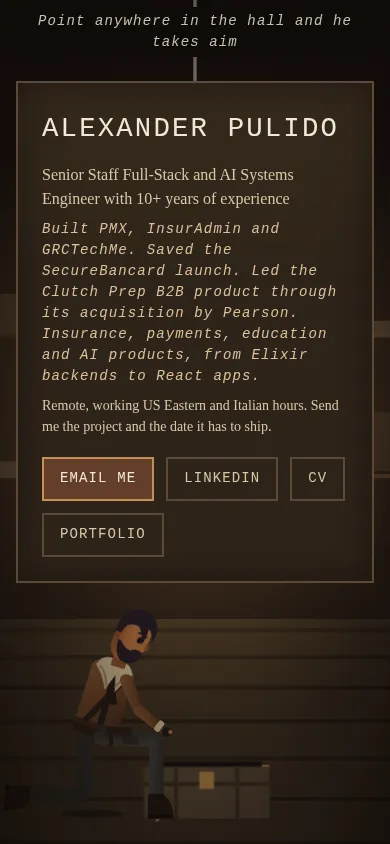 Point anywhere in the hall and he
takes aim
ALEXANDER PULIDO
Senior Staff Full-Stack and AI Systems
Engineer with 10+ years of experience
Built PMX, InsurAdmin and
GRCTechMe. Saved the
SecureBancard launch. Led the
Clutch Prep B2B product through
its acquisition by Pearson.
Insurance, payments, education
and AI products, from Elixir
backends to React apps.
Remote, working US Eastern and Italian hours. Send
me the project and the date it has to ship.
EMAIL ME LINKEDIN CV
PORTFOLIO